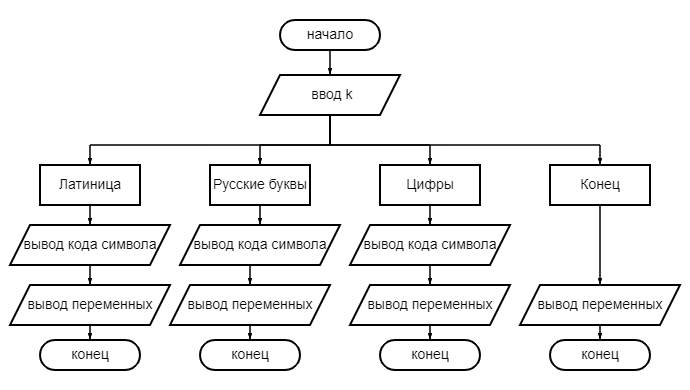 начало
ввод k
Латиница
Русские буквы
Цифры
Конец
вывод кода символа
вывод кода символа
вывод кода символа
вывод переменных
вывод переменных
вывод переменных
вывод переменных
конец
конец
конец
конец